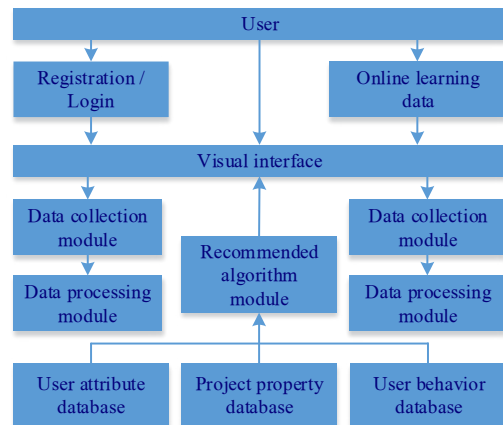 User
Registration /
Login
Online learning
data
Visual interface
Data collection
module
Recommended
algorithm
module
Data collection
module
Data processing
module
Data processing
module
User attribute
database
Project property
database
User behavior
database